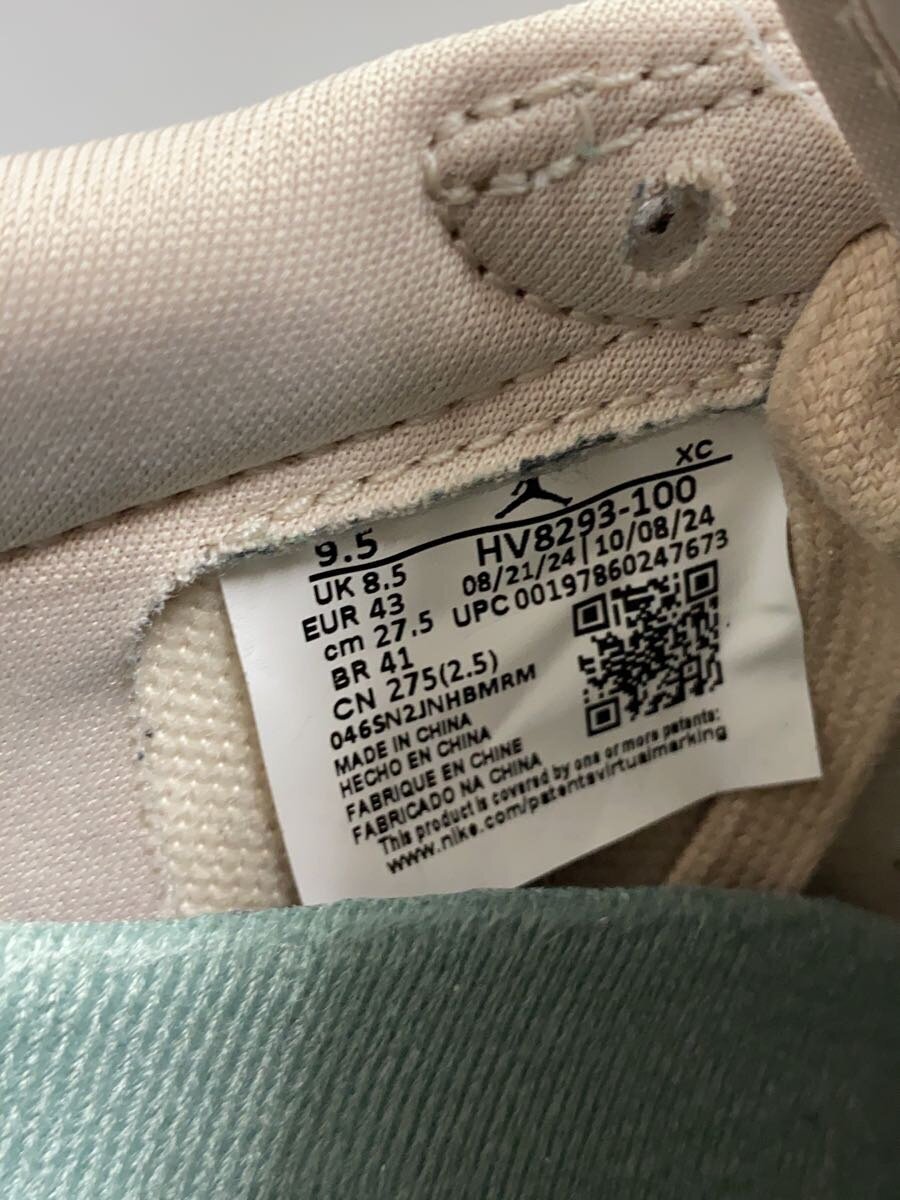 XC
9.5 HV8293-100
UK 8.5 08/21/24 | 10/08/24
EUR 43 UPC 00197860247673
cm 27.5
BR 41
CN 275(2.5)
046SN2JNHBMRM
MADE IN CHINA
HECHO EN CHINA
FABRIQUE EN CHINE
FABRICADO NA CHINA
This product is covered by one or more patents:
www.nike.com/patentsvirtualmarking